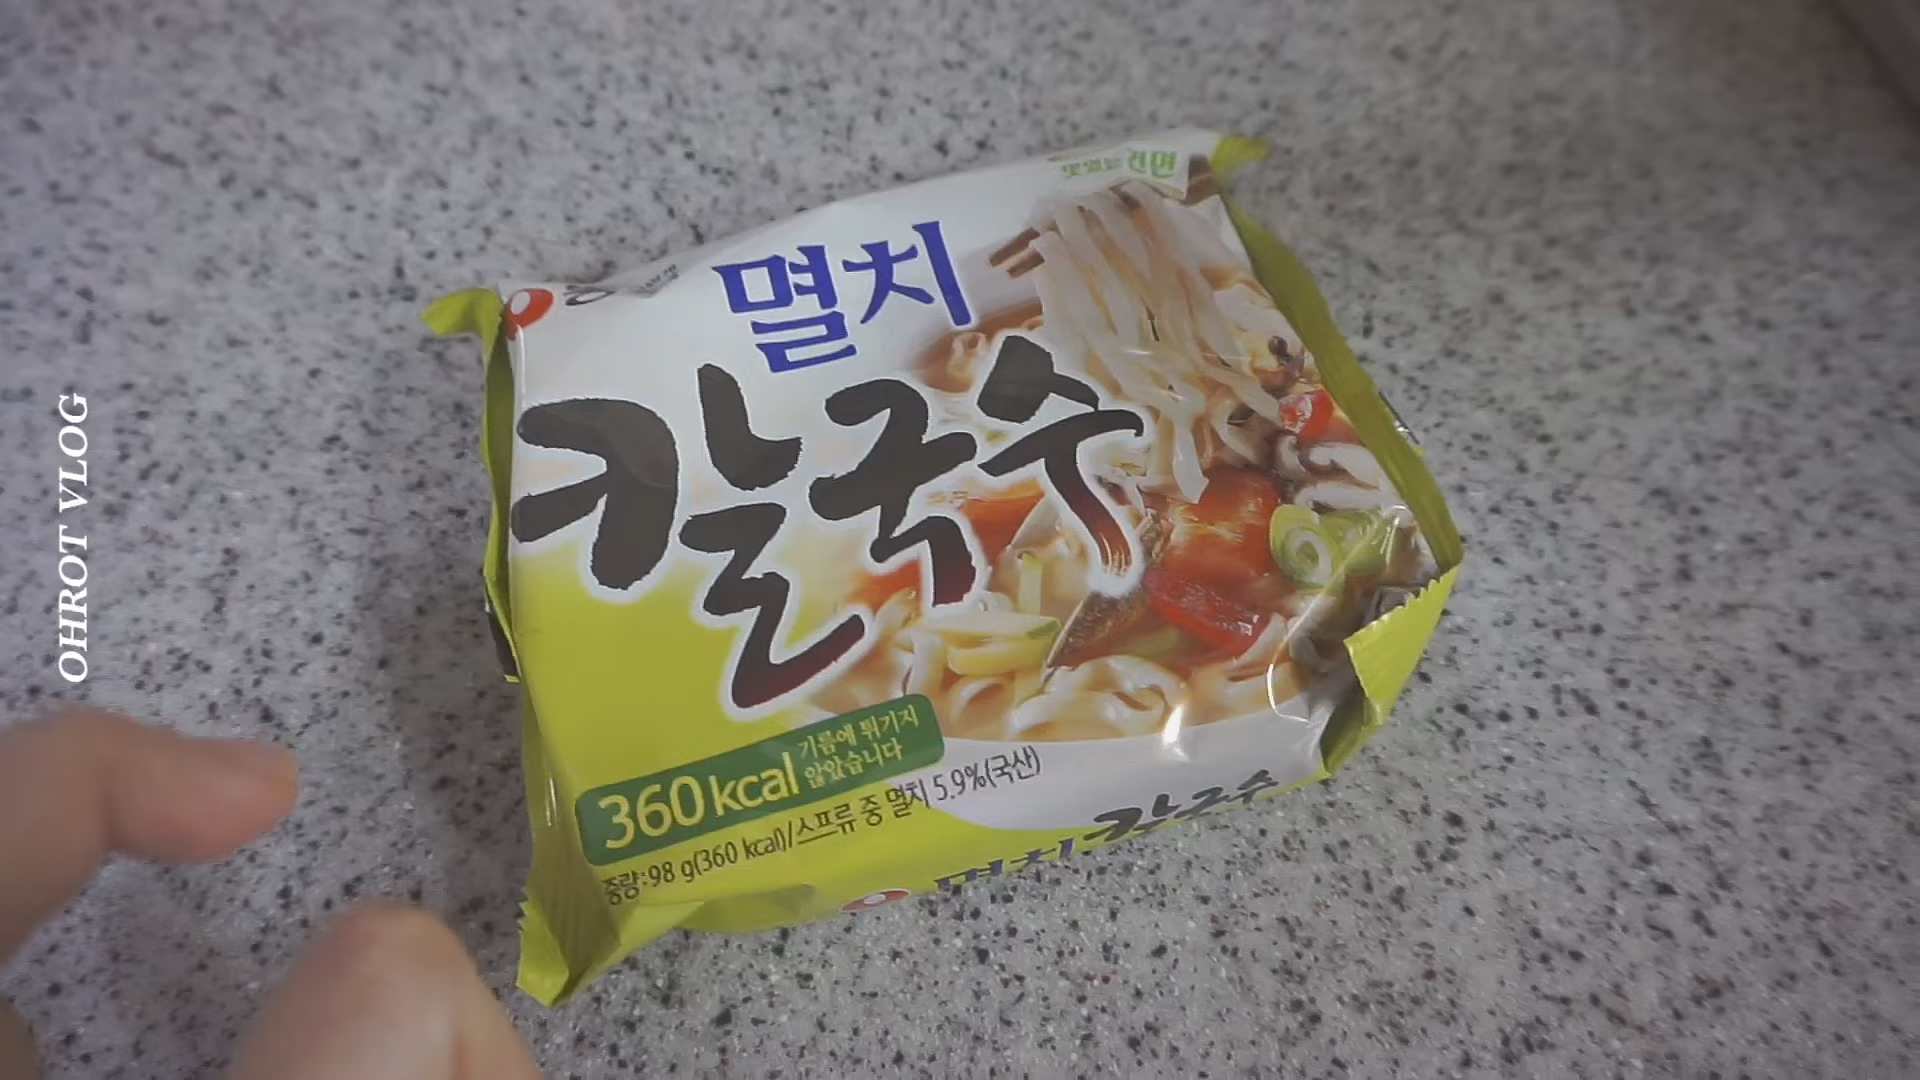 OHROT VLOG
맛있는 건면
멸치
칼국수
360 kcal
기름에 튀기지
않았습니다
중량:98 g(360 kcal)/스프류 중 멸치 5.9%(국산)
멸치 칼국수